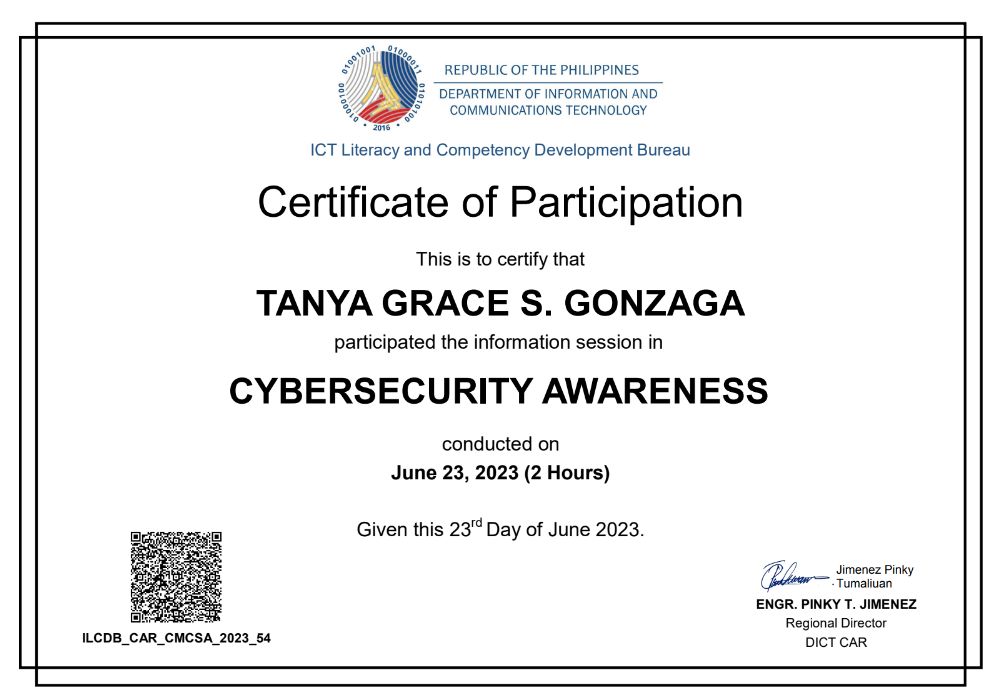 01000100 01001001 01000011 01010100
• 2016 •
REPUBLIC OF THE PHILIPPINES
DEPARTMENT OF INFORMATION AND
COMMUNICATIONS TECHNOLOGY
ICT Literacy and Competency Development Bureau
Certificate of Participation
This is to certify that
TANYA GRACE S. GONZAGA
participated the information session in
CYBERSECURITY AWARENESS
conducted on
June 23, 2023 (2 Hours)
Given this 23rd Day of June 2023.
ILCDB_CAR_CMCSA_2023_54
Jimenez Pinky
Tumaliuan
ENGR. PINKY T. JIMENEZ
Regional Director
DICT CAR